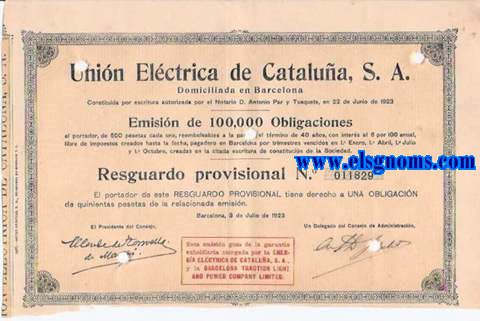 Unión Eléctrica de Cataluña, S. A.
Domiciliada en Barcelona
Constituída por escritura autorizada por el Notario D. Antonio Par y Tusquets, en 22 de Junio de 1923
Emisión de 100,000 Obligaciones
al portador, de 500 pesetas cada una, reembolsables a la par en el término de 48 años, con interés al 6 por 100 anual,
libre de impuestos creados hasta la fecha, pagadero en Barcelona por trimestres vencidos en 1.º Enero, 1.º Abril, 1.º Julio
y 1.º Octubre, creadas en la citada escritura de constitución de la Sociedad.
www.elsgnoms.com
Resguardo provisional N.º 011829
El portador de este RESGUARDO PROVISIONAL tiene derecho a UNA OBLIGACIÓN
de quinientas pesetas de la relacionada emisión.
Barcelona, 3 de Julio de 1923
El Presidente del Consejo,
Un Delegado del Consejo de Administración,
Esta emisión goza de la garantía
subsidiaria otorgada por la ENER-
GÍA ELÉCTRICA DE CATALUÑA, S. A.,
y la BARCELONA TRACTION LIGHT
AND POWER COMPANY LIMITED.